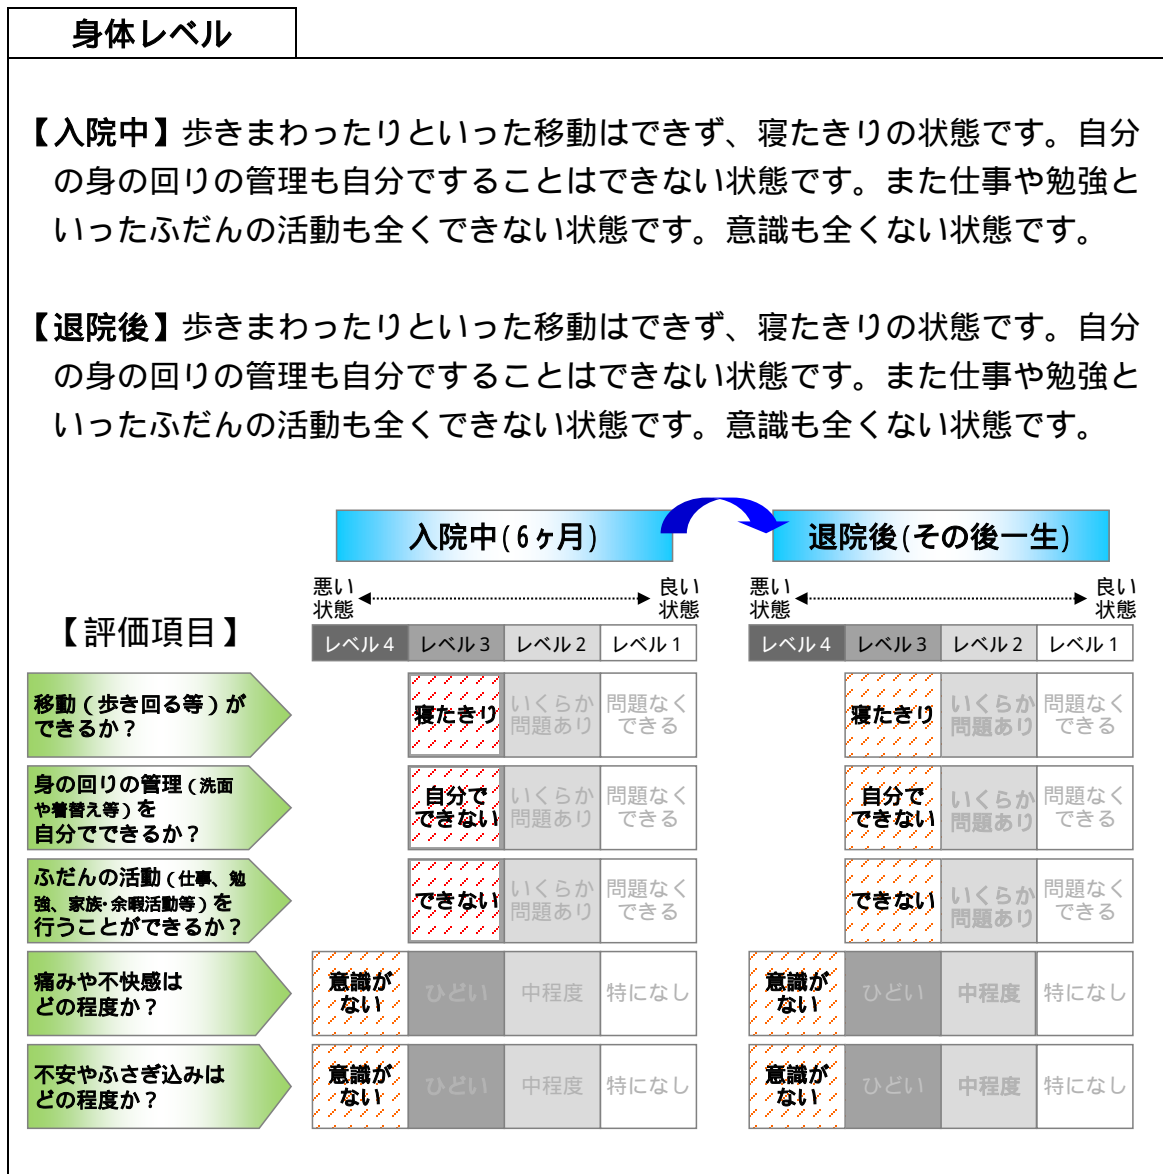 身体レベル
【入院中】歩きまわったりといった移動はできず、寝たきりの状態です。自分
の身の回りの管理も自分ですることはできない状態です。また仕事や勉強と
いったふだんの活動も全くできない状態です。意識も全くない状態です。
【退院後】歩きまわったりといった移動はできず、寝たきりの状態です。自分
の身の回りの管理も自分ですることはできない状態です。また仕事や勉強と
いったふだんの活動も全くできない状態です。意識も全くない状態です。
入院中(6ヶ月) 退院後(その後一生)
悪い 良い 悪い 良い
状態 状態 状態 状態
【評価項目】
レベル4 レベル3 レベル2 レベル1 レベル4 レベル3 レベル2 レベル1
移動(歩き回る等)が
できるか?
寝たきり
いくらか
問題あり
問題なく
できる
寝たきり
いくらか
問題あり
問題なく
できる
身の回りの管理(洗面
や着替え等)を
自分でできるか?
自分で
できない
いくらか
問題あり
問題なく
できる
自分で
できない
いくらか
問題あり
問題なく
できる
ふだんの活動(仕事、勉
強、家族・余暇活動等)を
行うことができるか?
できない
いくらか
問題あり
問題なく
できる
できない
いくらか
問題あり
問題なく
できる
痛みや不快感は
どの程度か?
意識が
ない
ひどい 中程度 特になし
意識が
ない
ひどい 中程度 特になし
不安やふさぎ込みは
どの程度か?
意識が
ない
ひどい 中程度 特になし
意識が
ない
ひどい 中程度 特になし